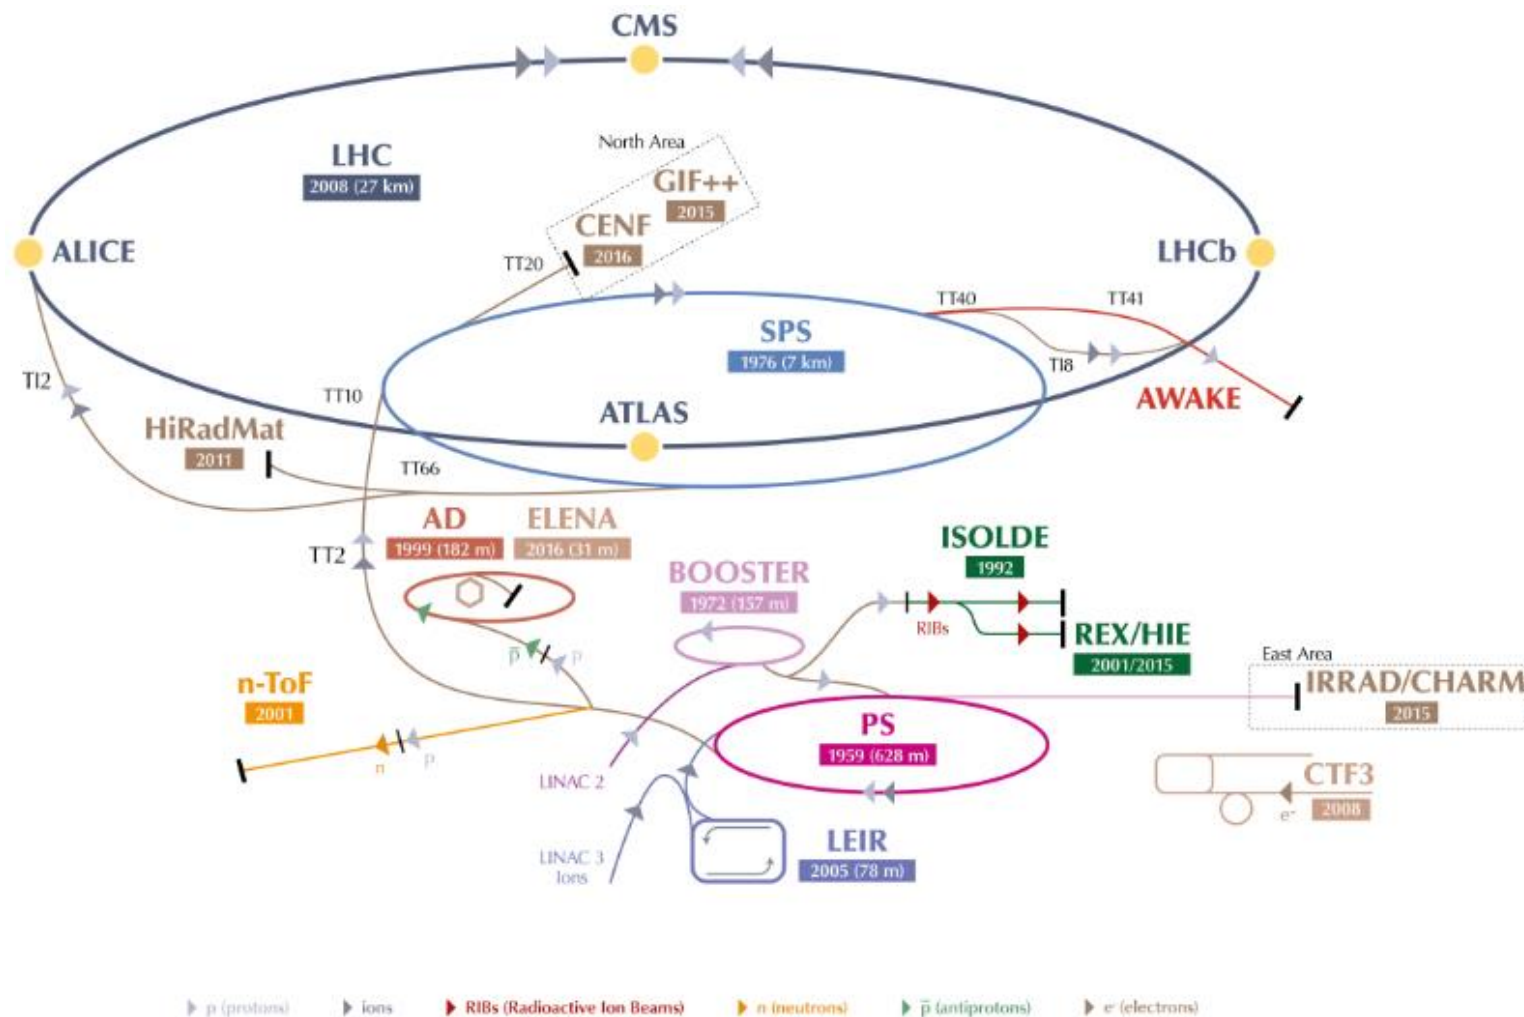 CMS
North Area
LHC
2008 (27 km)
GIF++
2015
CENF
2016
ALICE
LHCb
TT20
TT40
TT41
SPS
1976 (7 km)
TI8
TI2
TT10
AWAKE
ATLAS
HiRadMat
2011
TT66
AD
1999 (182 m)
ELENA
2016 (31 m)
TT2
ISOLDE
1992
BOOSTER
1972 (157 m)
RIBs
REX/HIE
2001/2015
p̄
p
East Area
IRRAD/CHARM
2015
n-ToF
2001
PS
1959 (628 m)
n
p
LINAC 2
CTF3
2008
e⁻
LINAC 3
Ions
LEIR
2005 (78 m)
p (protons)
ions
RIBs (Radioactive Ion Beams)
n (neutrons)
p̄ (antiprotons)
e⁻ (electrons)